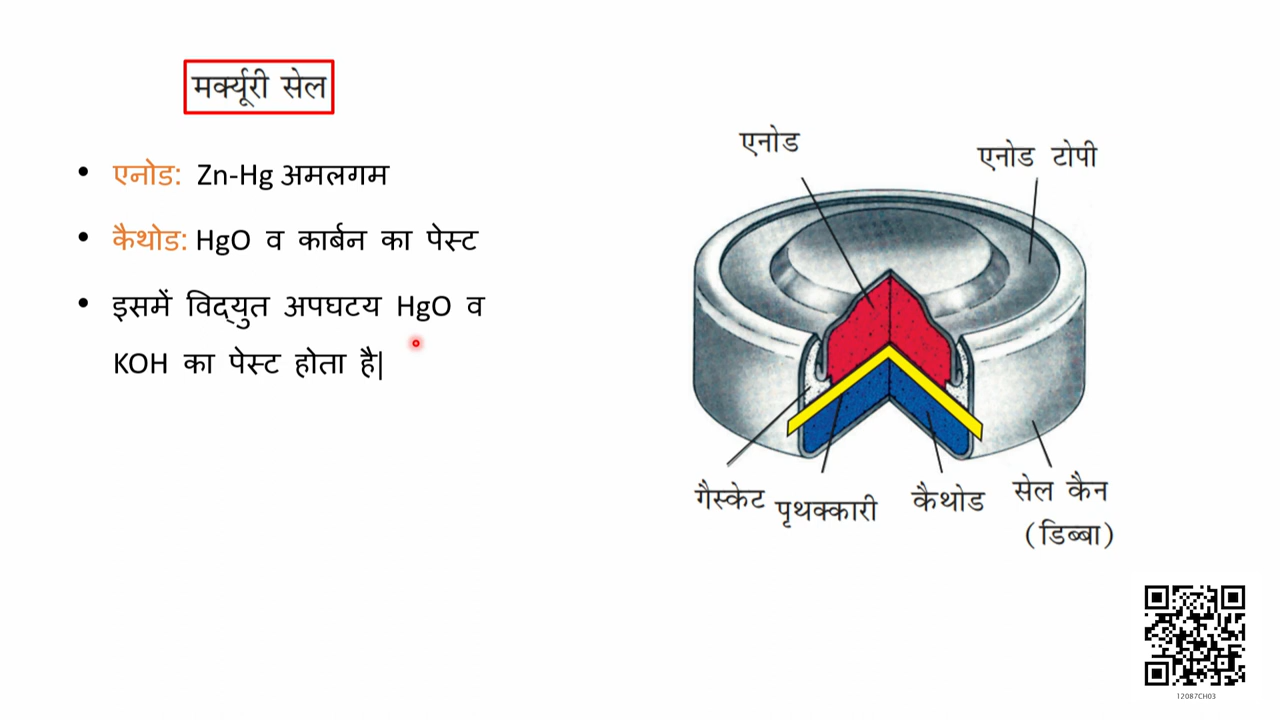 मर्क्यूरी सेल
• एनोड: Zn-Hg अमलगम
• कैथोड: HgO व कार्बन का पेस्ट
• इसमें विद्युत अपघटय HgO व
KOH का पेस्ट होता है|
एनोड
एनोड टोपी
गैस्केट
पृथक्कारी
कैथोड
सेल कैन
(डिब्बा)
12087CH03